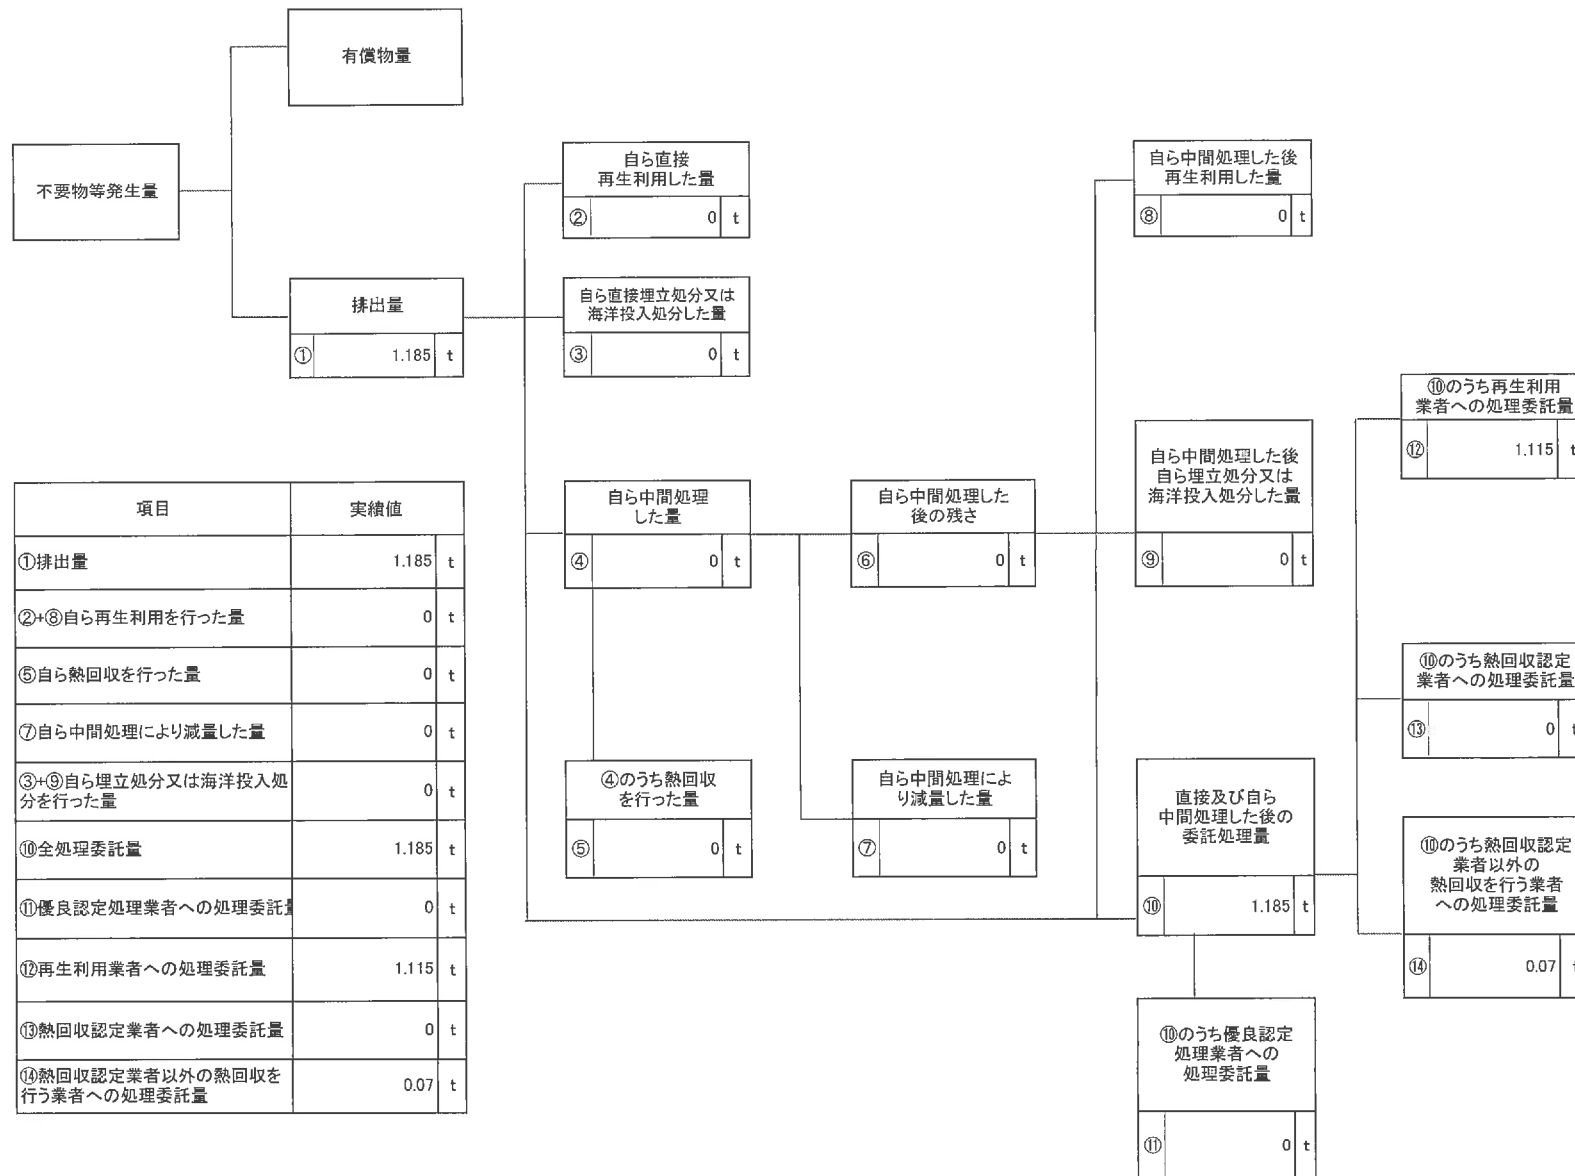 有償物量
不要物等発生量
自ら直接
再生利用した量
② 0 t
自ら中間処理した後
再生利用した量
⑧ 0 t
排出量
① 1.185 t
自ら直接埋立処分又は
海洋投入処分した量
③ 0 t
⑩のうち再生利用
業者への処理委託量
⑫ 1.115 t
自ら中間処理
した量
④ 0 t
自ら中間処理した
後の残さ
⑥ 0 t
自ら中間処理した後
自ら埋立処分又は
海洋投入処分した量
⑨ 0 t
⑩のうち熱回収認定
業者への処理委託量
⑬ 0 t
④のうち熱回収
を行った量
⑤ 0 t
自ら中間処理によ
り減量した量
⑦ 0 t
直接及び自ら
中間処理した後の
委託処理量
⑩ 1.185 t
⑩のうち熱回収認定
業者以外の
熱回収を行う業者
への処理委託量
⑭ 0.07 t
⑩のうち優良認定
処理業者への
処理委託量
⑪ 0 t
項目 実績値
①排出量 1.185 t
②+⑧自ら再生利用を行った量 0 t
⑤自ら熱回収を行った量 0 t
⑦自ら中間処理により減量した量 0 t
③+⑨自ら埋立処分又は海洋投入処
分を行った量 0 t
⑩全処理委託量 1.185 t
⑪優良認定処理業者への処理委託量 0 t
⑫再生利用業者への処理委託量 1.115 t
⑬熱回収認定業者への処理委託量 0 t
⑭熱回収認定業者以外の熱回収を
行う業者への処理委託量 0.07 t